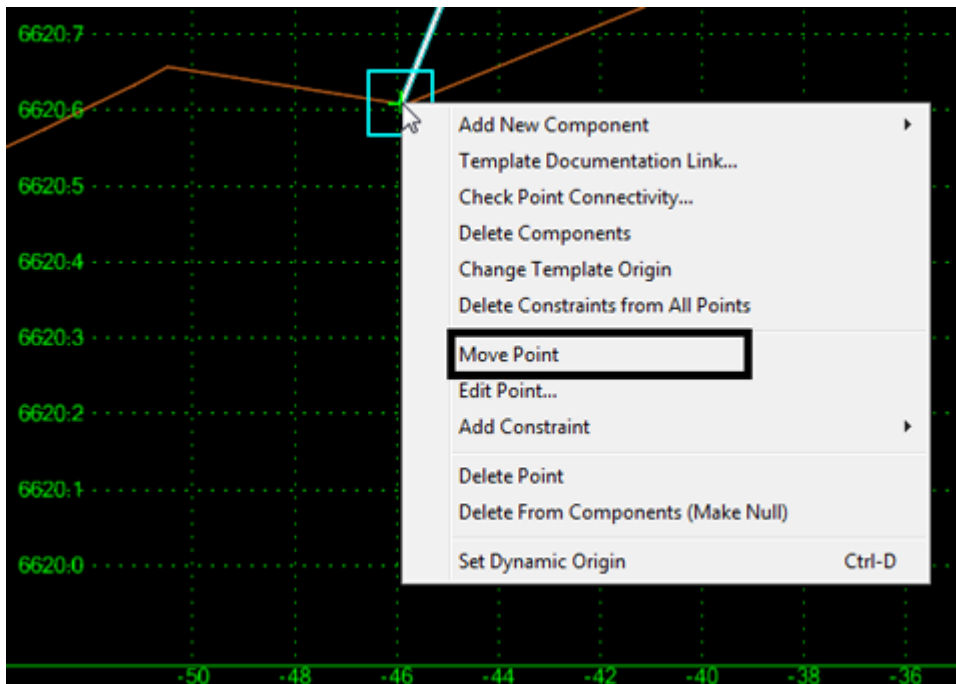 6620.7
6620.6
Add New Component
Template Documentation Link...
6620.5
Check Point Connectivity...
Delete Components
6620.4
Change Template Origin
Delete Constraints from All Points
6620.3
Move Point
Edit Point...
6620.2
Add Constraint
Delete Point
6620.1
Delete From Components (Make Null)
6620.0
Set Dynamic Origin Ctrl-D
-50 -48 -46 -44 -42 -40 -38 -36